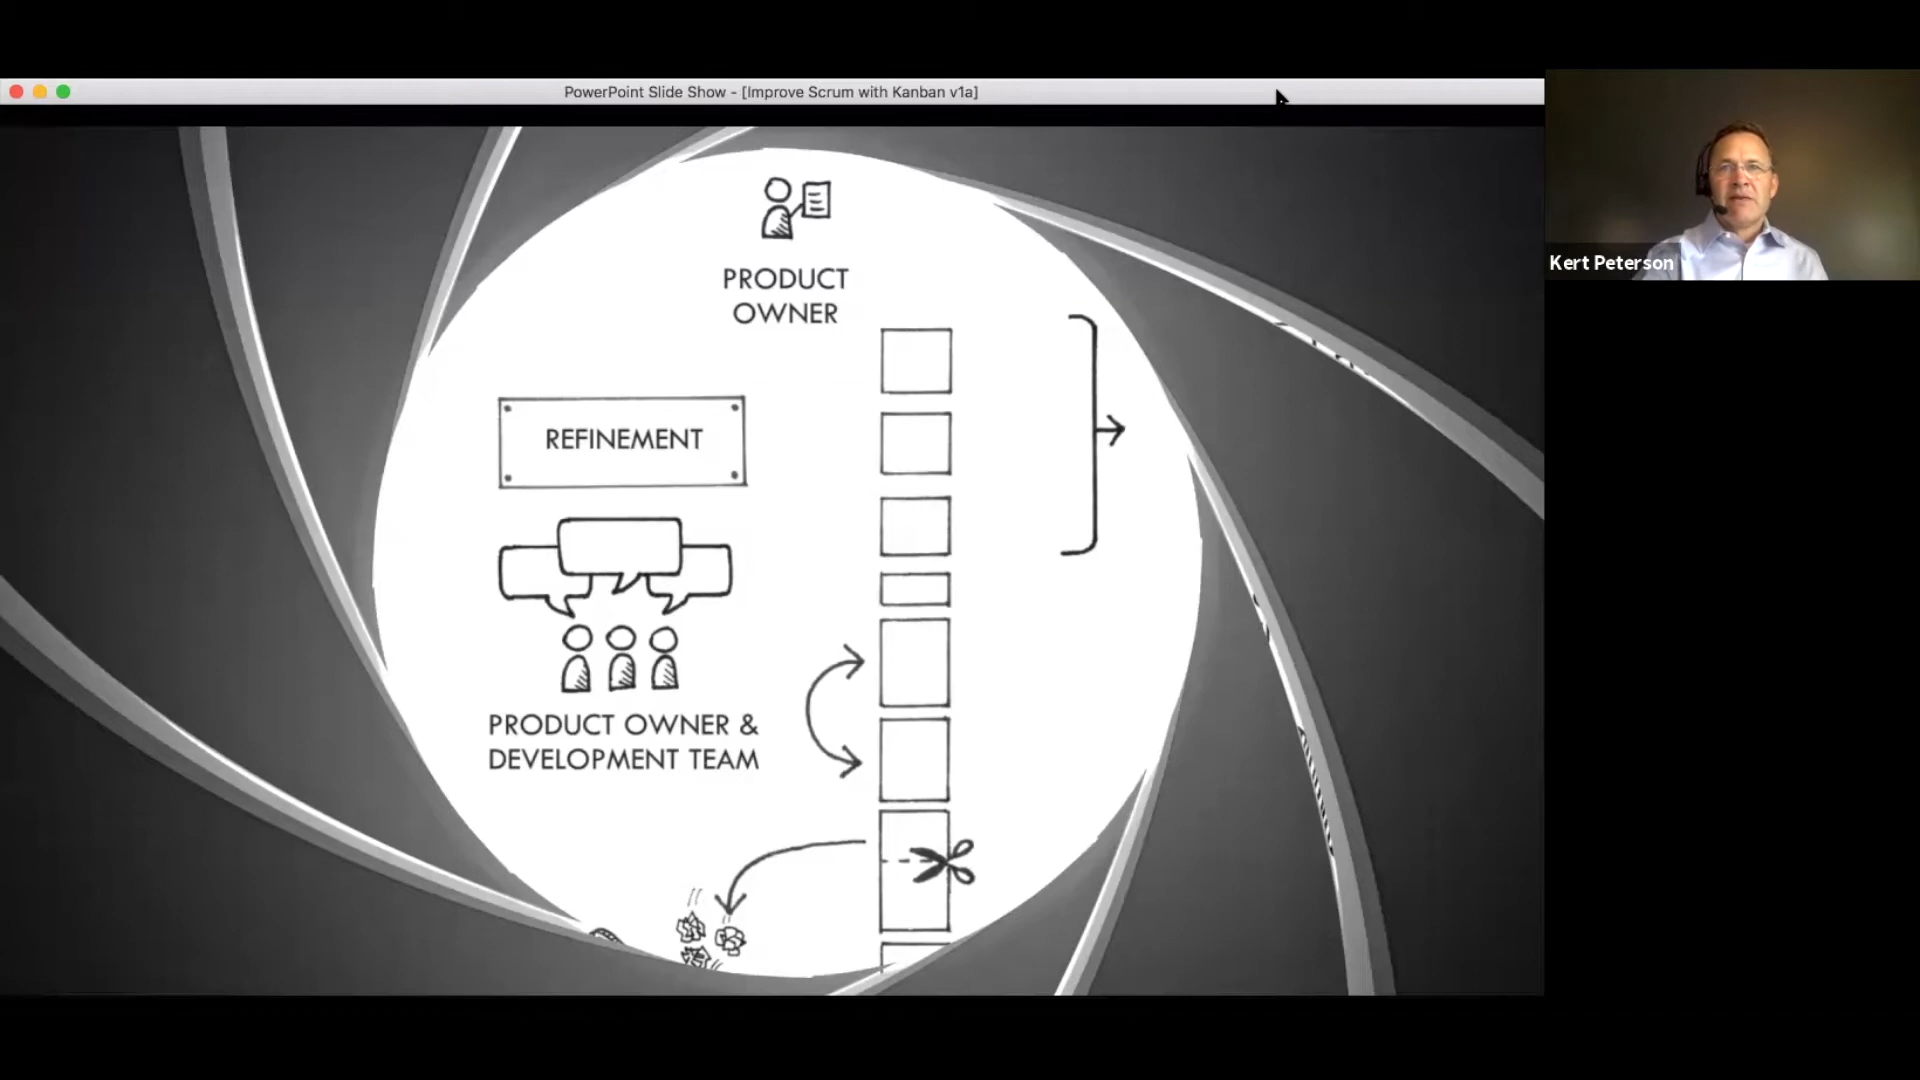 PowerPoint Slide Show - [Improve Scrum with Kanban v1a]
Kert Peterson
PRODUCT
OWNER
REFINEMENT
PRODUCT OWNER &
DEVELOPMENT TEAM